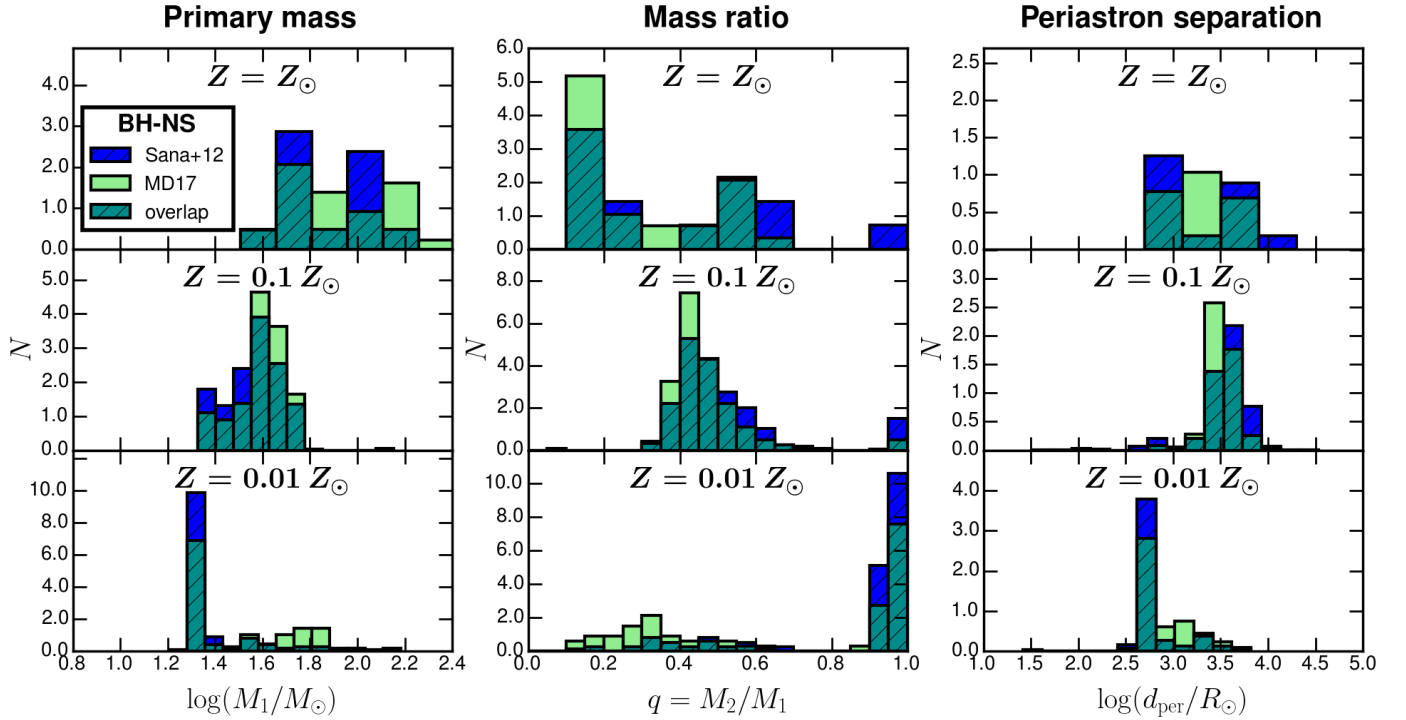 Primary mass
Mass ratio
Periastron separation
Z = Z⊙
4.0
3.0
2.0
1.0
0.0
BH-NS
Sana+12
MD17
overlap
Z = Z⊙
6.0
5.0
4.0
3.0
2.0
1.0
0.0
Z = Z⊙
2.5
2.0
1.5
1.0
0.5
0.0
Z = 0.1 Z⊙
N
5.0
4.0
3.0
2.0
1.0
0.0
Z = 0.1 Z⊙
N
8.0
6.0
4.0
2.0
0.0
Z = 0.1 Z⊙
N
3.0
2.5
2.0
1.5
1.0
0.5
0.0
Z = 0.01 Z⊙
10.0
8.0
6.0
4.0
2.0
0.0
Z = 0.01 Z⊙
10.0
8.0
6.0
4.0
2.0
0.0
Z = 0.01 Z⊙
4.0
3.0
2.0
1.0
0.0
0.8 1.0 1.2 1.4 1.6 1.8 2.0 2.2 2.4
0.0 0.2 0.4 0.6 0.8 1.0
1.0 1.5 2.0 2.5 3.0 3.5 4.0 4.5 5.0
log(M₁/M⊙)
q = M₂/M₁
log(d_per/R⊙)